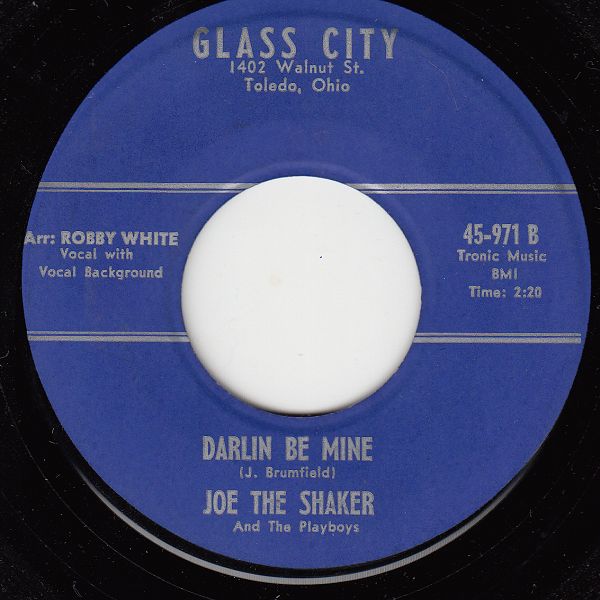 GLASS CITY
1402 Walnut St.
Toledo, Ohio
Arr: ROBBY WHITE
Vocal with
Vocal Background
45-971 B
Tronic Music
BMI
Time: 2:20
DARLIN BE MINE
(J. Brumfield)
JOE THE SHAKER
And The Playboys